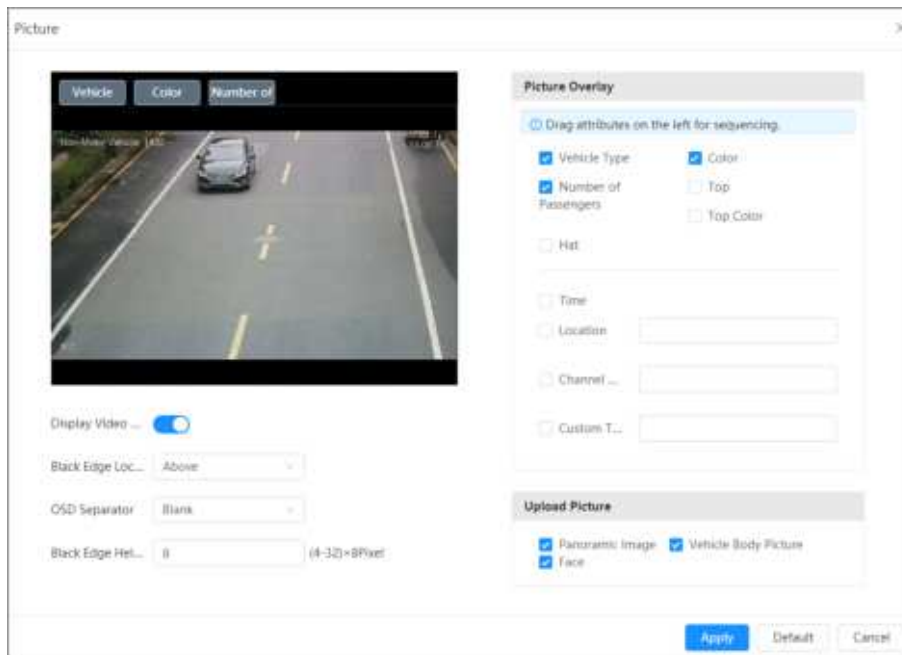 Picture
Vehicle Color Number of
Picture Overlay
Drag attributes on the left for sequencing.
Vehicle Type Color
Number of Passengers Top
Top Color
Hat
Time
Location
Channel ...
Custom T...
Display Video ...
Black Edge Loc... Above
OSD Separator Blank
Black Edge Hei... 8 (4-32)×8Pixel
Upload Picture
Panoramic Image Vehicle Body Picture
Face
Apply Default Cancel